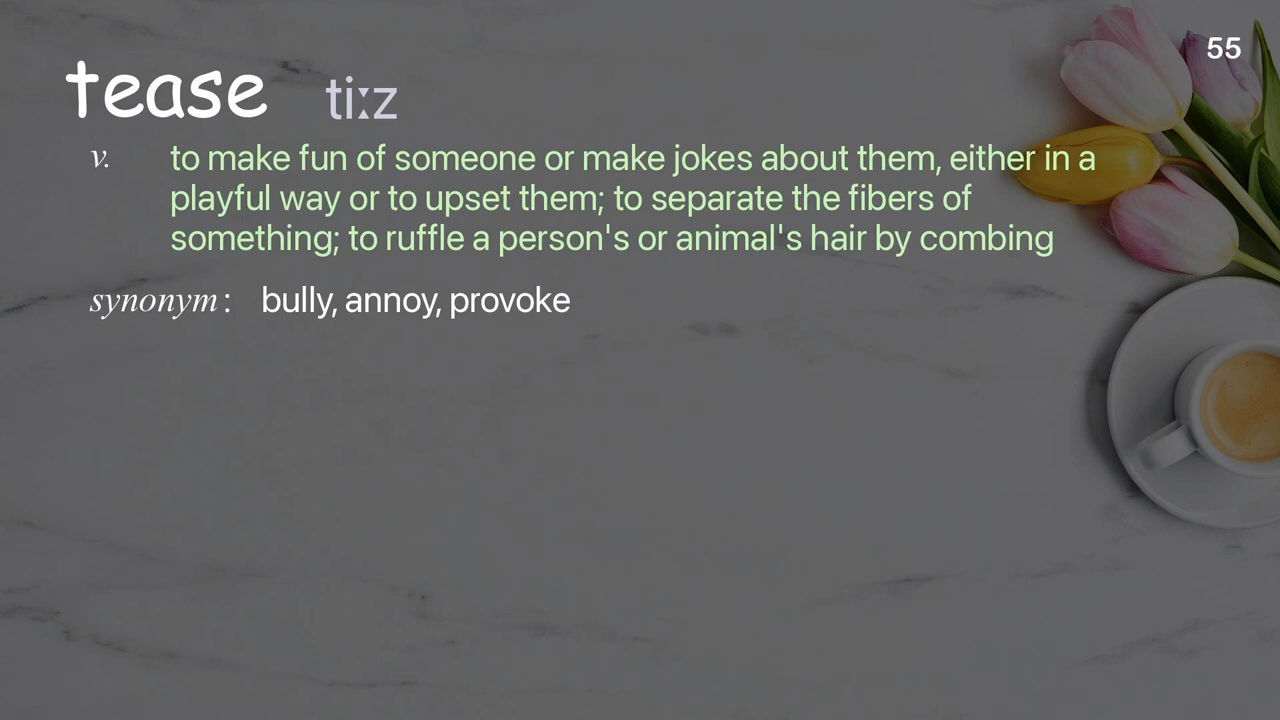 55
tease tiːz
v. to make fun of someone or make jokes about them, either in a
playful way or to upset them; to separate the fibers of
something; to ruffle a person's or animal's hair by combing
synonym: bully, annoy, provoke